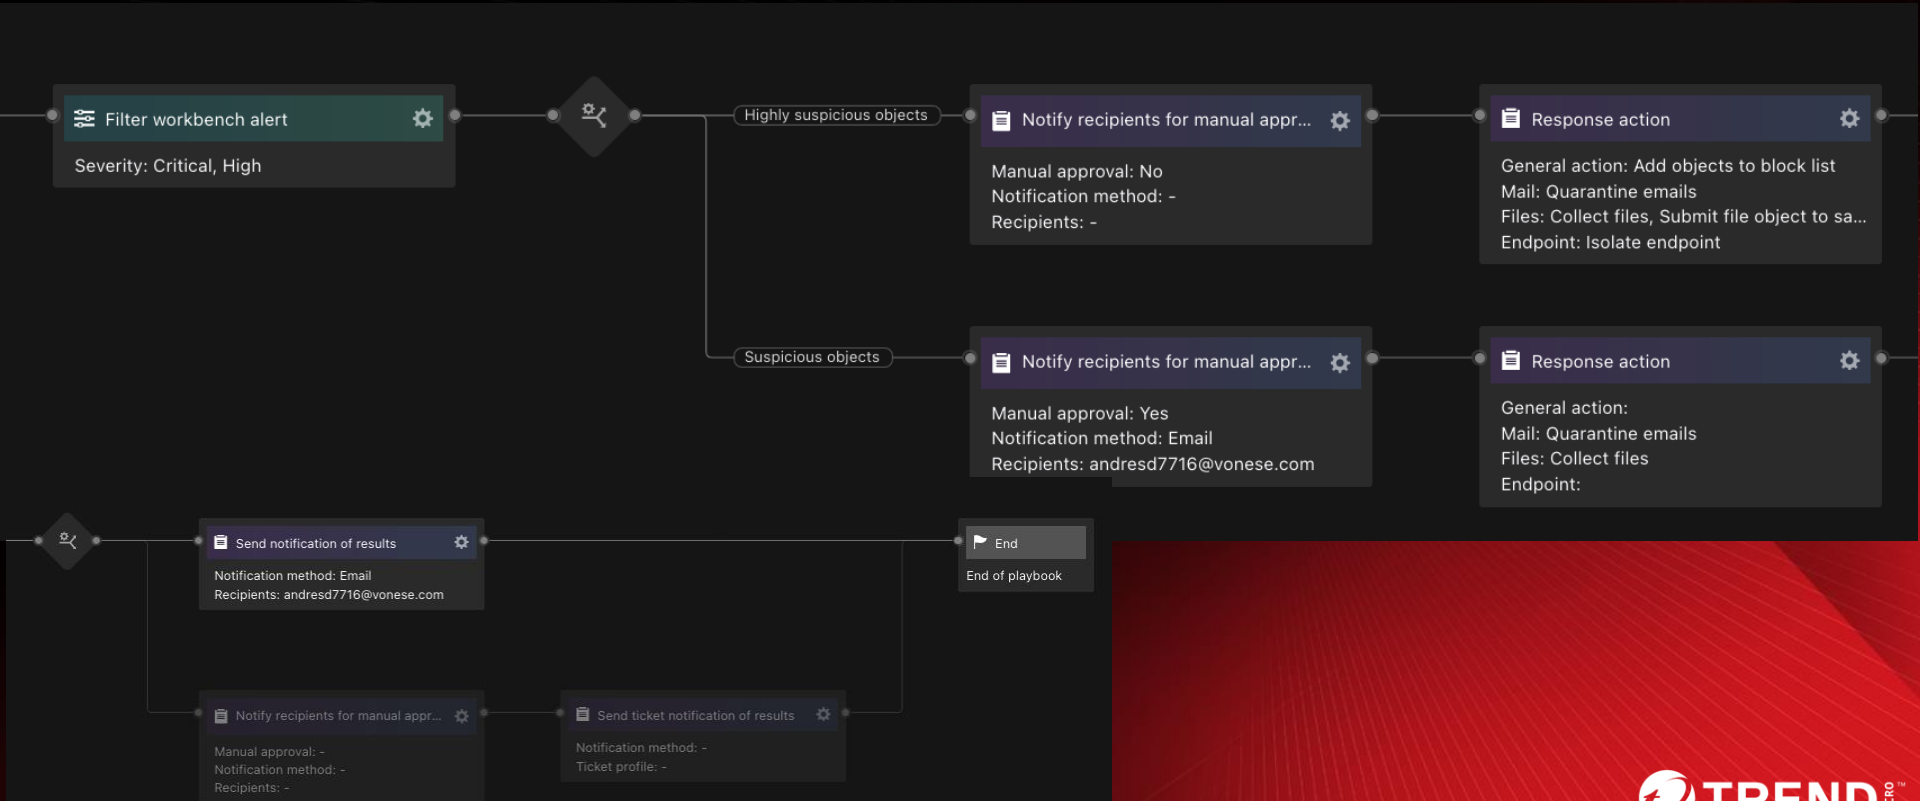 Filter workbench alert
Severity: Critical, High
Highly suspicious objects
Notify recipients for manual appr...
Manual approval: No
Notification method: -
Recipients: -
Response action
General action: Add objects to block list
Mail: Quarantine emails
Files: Collect files, Submit file object to sa...
Endpoint: Isolate endpoint
Suspicious objects
Notify recipients for manual appr...
Manual approval: Yes
Notification method: Email
Recipients: andresd7716@vonese.com
Response action
General action:
Mail: Quarantine emails
Files: Collect files
Endpoint:
Send notification of results
Notification method: Email
Recipients: andresd7716@vonese.com
End
End of playbook
Notify recipients for manual appr...
Manual approval: -
Notification method: -
Recipients: -
Send ticket notification of results
Notification method: -
Ticket profile: -
TREND